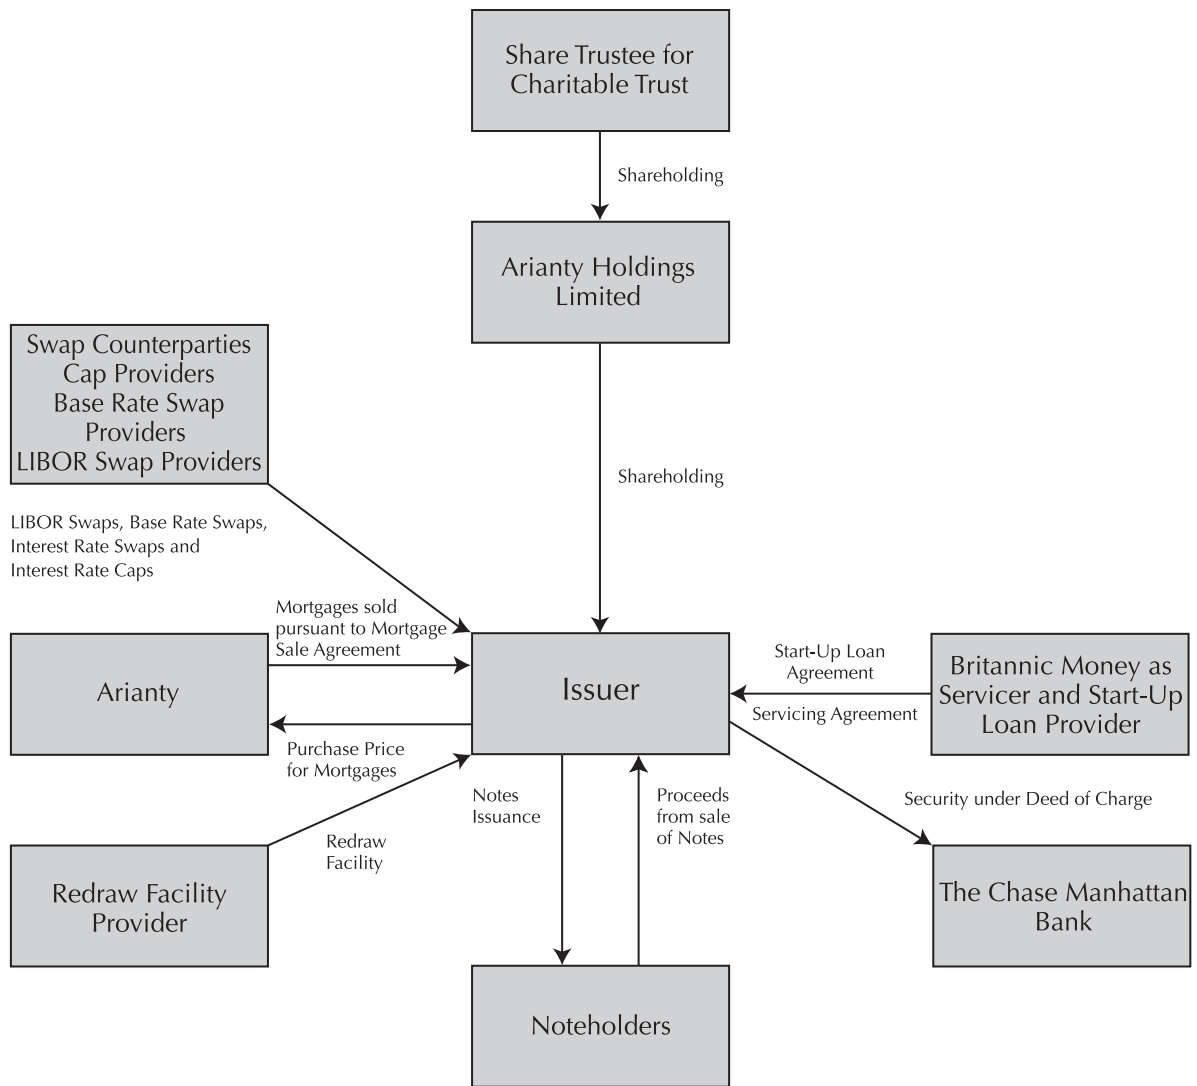 Share Trustee for
Charitable Trust
Shareholding
Arianty Holdings
Limited
Swap Counterparties
Cap Providers
Base Rate Swap
Providers
LIBOR Swap Providers
Shareholding
LIBOR Swaps, Base Rate Swaps,
Interest Rate Swaps and
Interest Rate Caps
Mortgages sold
pursuant to Mortgage
Sale Agreement
Arianty
Issuer
Start-Up Loan
Agreement
Servicing Agreement
Britannic Money as
Servicer and Start-Up
Loan Provider
Purchase Price
for Mortgages
Notes
Issuance
Proceeds
from sale
of Notes
Security under Deed of Charge
Redraw
Facility
Redraw Facility
Provider
The Chase Manhattan
Bank
Noteholders